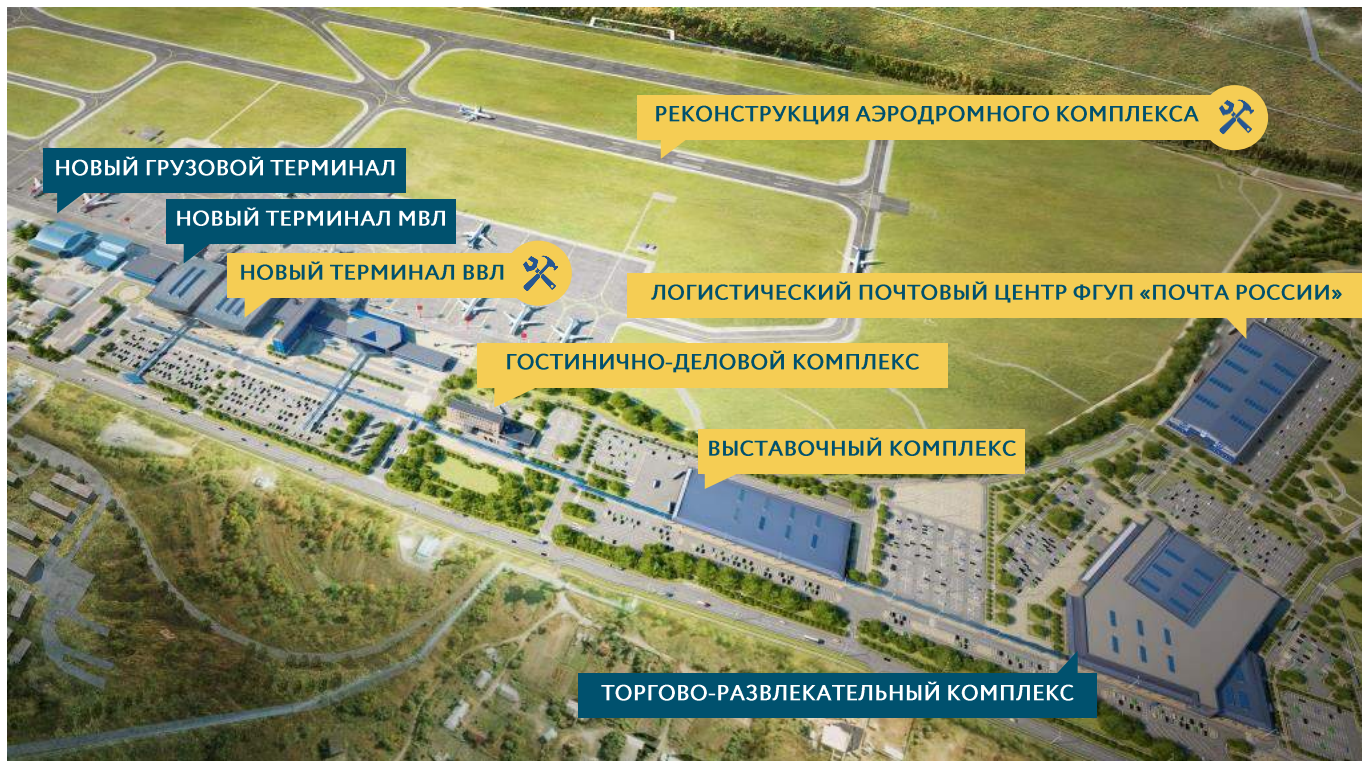 РЕКОНСТРУКЦИЯ АЭРОДРОМНОГО КОМПЛЕКСА
НОВЫЙ ГРУЗОВОЙ ТЕРМИНАЛ
НОВЫЙ ТЕРМИНАЛ МВЛ
НОВЫЙ ТЕРМИНАЛ ВВЛ
ЛОГИСТИЧЕСКИЙ ПОЧТОВЫЙ ЦЕНТР ФГУП «ПОЧТА РОССИИ»
ГОСТИНИЧНО-ДЕЛОВОЙ КОМПЛЕКС
ВЫСТАВОЧНЫЙ КОМПЛЕКС
ТОРГОВО-РАЗВЛЕКАТЕЛЬНЫЙ КОМПЛЕКС